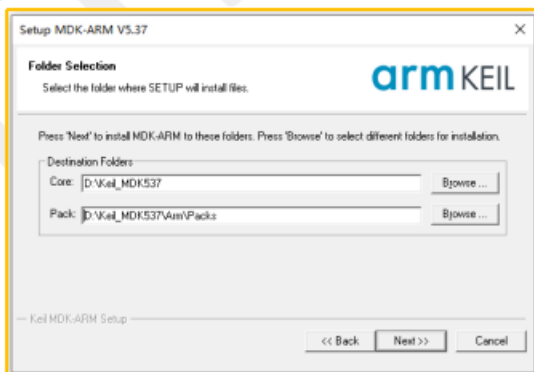 Setup MDK-ARM V5.37
Folder Selection
Select the folder where SETUP will install files.
arm KEIL
Press 'Next' to install MDK-ARM to these folders. Press 'Browse' to select different folders for installation.
Destination Folders
Core: D:\Keil_MDK537 Browse ...
Pack: D:\Keil_MDK537\Arm\Packs Browse ...
Keil MDK-ARM Setup
<< Back Next >> Cancel